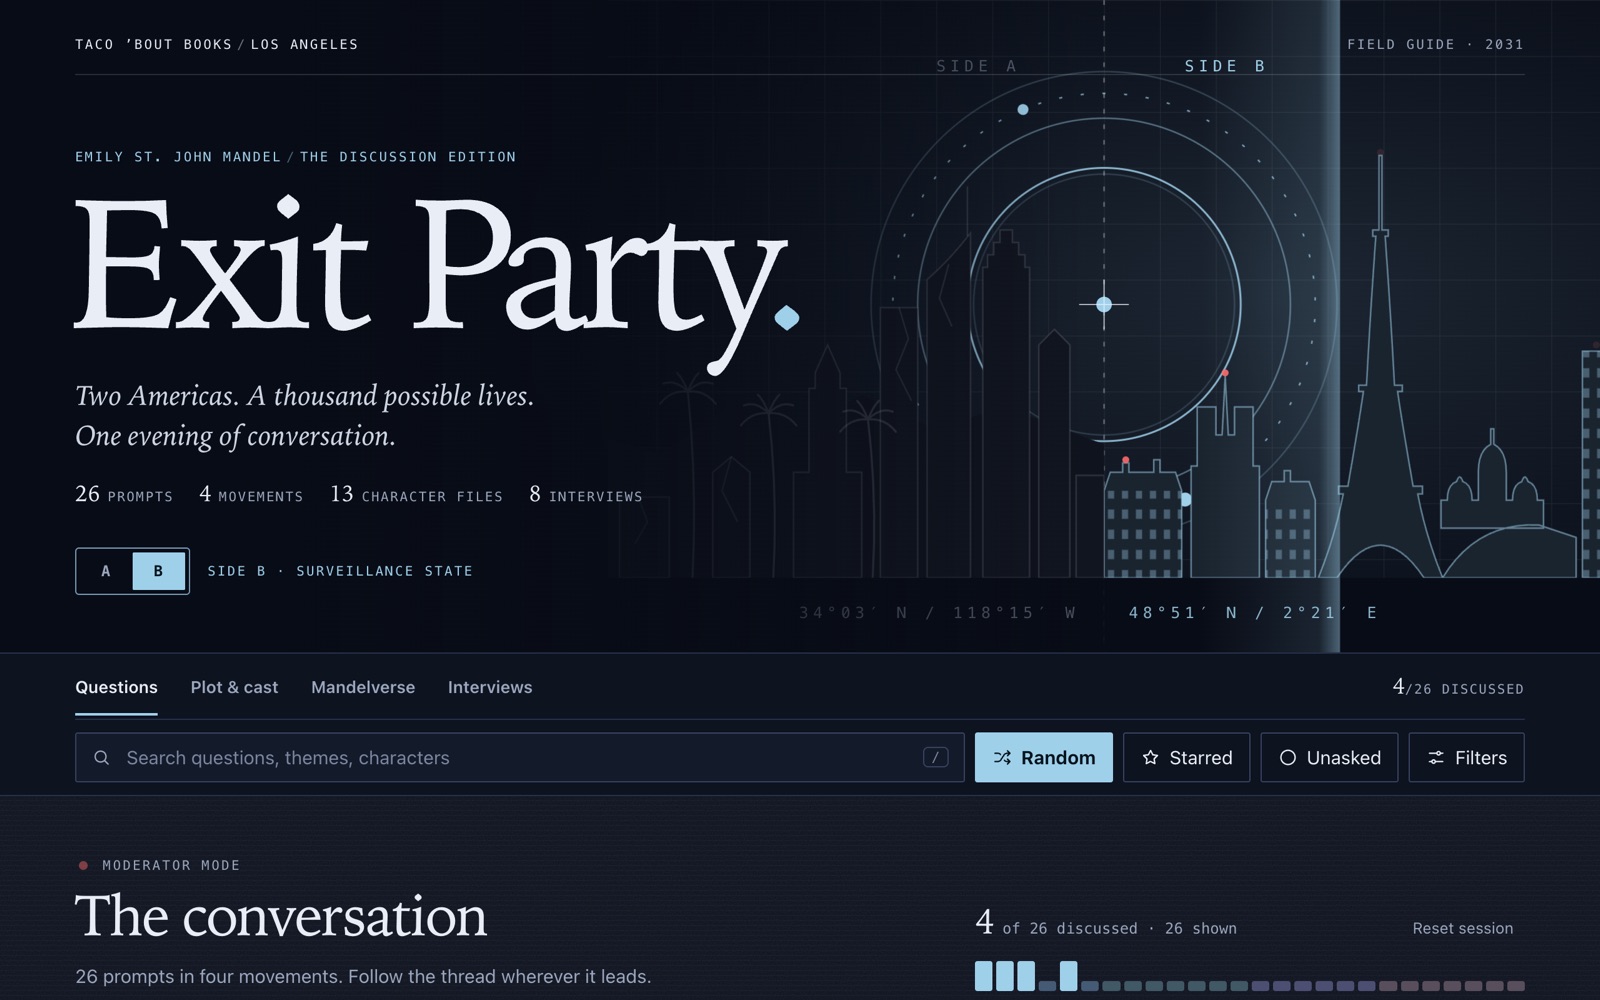 TACO ’BOUT BOOKS / LOS ANGELES
FIELD GUIDE · 2031
SIDE A
SIDE B
EMILY ST. JOHN MANDEL / THE DISCUSSION EDITION
Exit Party.
Two Americas. A thousand possible lives.
One evening of conversation.
26 PROMPTS 4 MOVEMENTS 13 CHARACTER FILES 8 INTERVIEWS
A B SIDE B · SURVEILLANCE STATE
34°03′ N / 118°15′ W
48°51′ N / 2°21′ E
Questions Plot & cast Mandelverse Interviews
4/26 DISCUSSED
Search questions, themes, characters /
Random Starred Unasked Filters
MODERATOR MODE
The conversation
4 of 26 discussed · 26 shown
Reset session
26 prompts in four movements. Follow the thread wherever it leads.